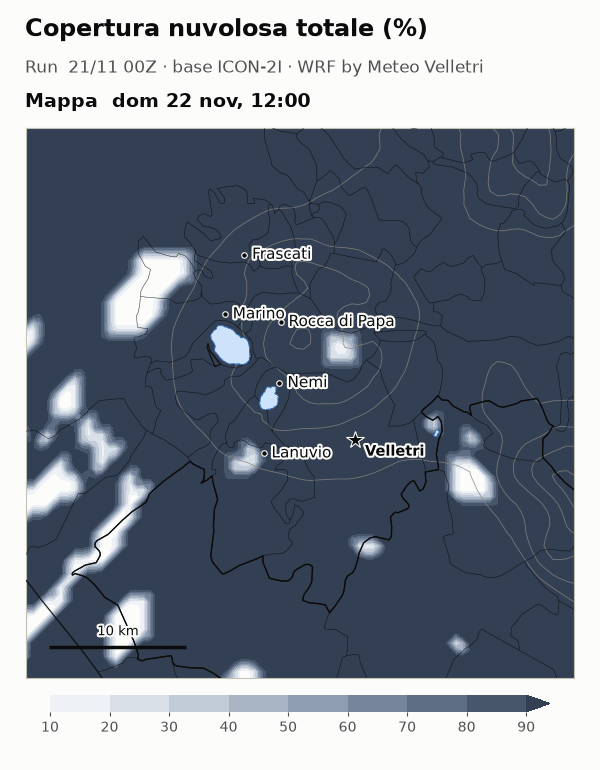 Copertura nuvolosa totale (%)
Run  21/11 00Z · base ICON-2I · WRF by Meteo Velletri
Mappa  dom 22 nov, 12:00
Frascati
Marino
Rocca di Papa
Nemi
Velletri
Lanuvio
10 km
10 20 30 40 50 60 70 80 90